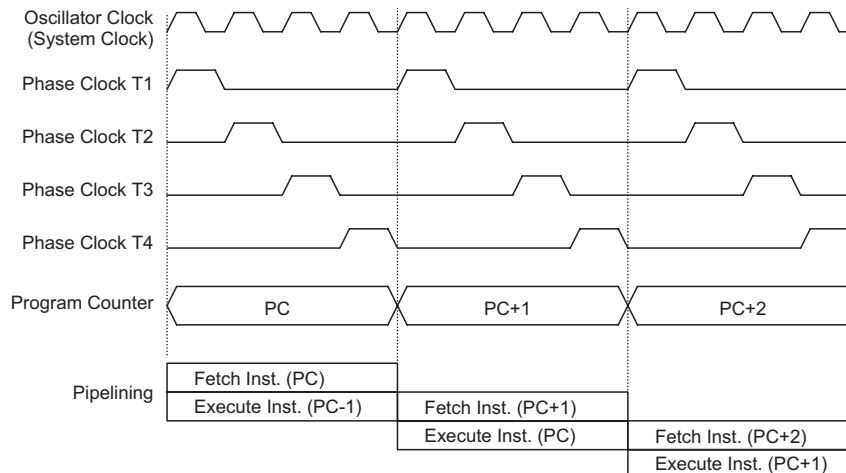 Oscillator Clock
(System Clock)
Phase Clock T1
Phase Clock T2
Phase Clock T3
Phase Clock T4
Program Counter
PC
PC+1
PC+2
Pipelining
Fetch Inst. (PC)
Execute Inst. (PC-1)
Fetch Inst. (PC+1)
Execute Inst. (PC)
Fetch Inst. (PC+2)
Execute Inst. (PC+1)